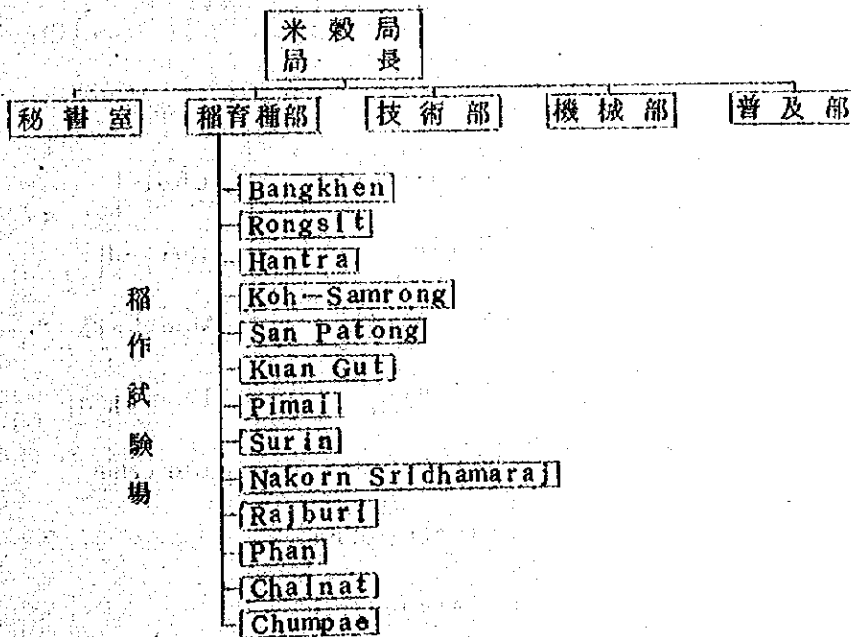 米穀局
局長
秘書室 稲育種部 技術部 機械部 普及部
Bangkhen
Rongsit
Hantra
Koh-Samrong
San Patong
Kuan Gut
Pimai
Surin
Nakorn Sridhamaraj
Rajburi
Phan
Chainat
Chumpae
稲作試験場